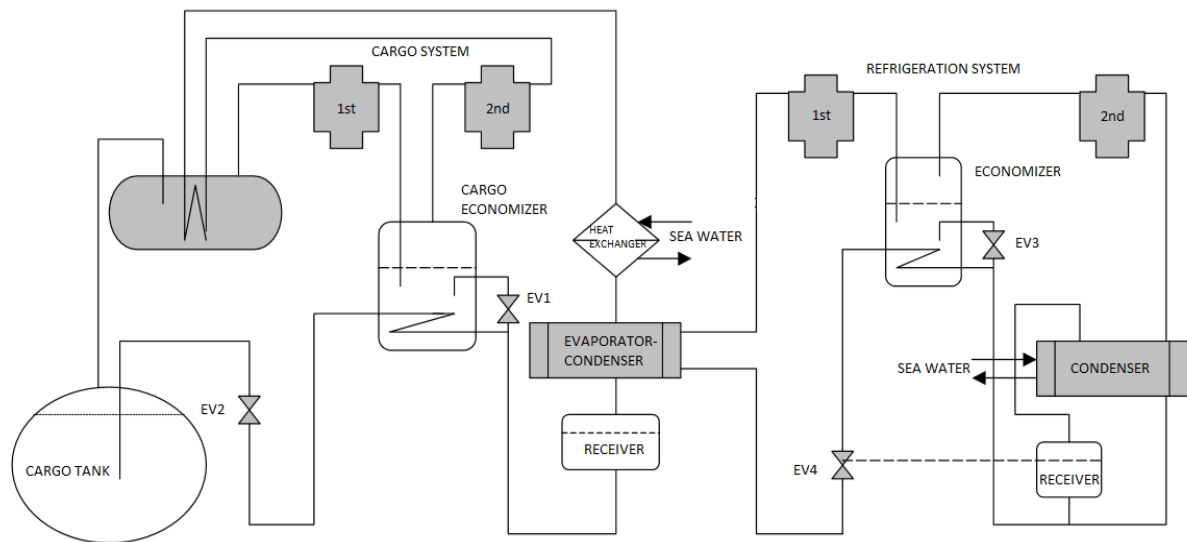 CARGO SYSTEM
REFRIGERATION SYSTEM
1st
2nd
1st
2nd
CARGO
ECONOMIZER
ECONOMIZER
HEAT
EXCHANGER
SEA WATER
EV3
EV1
EVAPORATOR-
CONDENSER
SEA WATER
CONDENSER
EV2
RECEIVER
CARGO TANK
EV4
RECEIVER